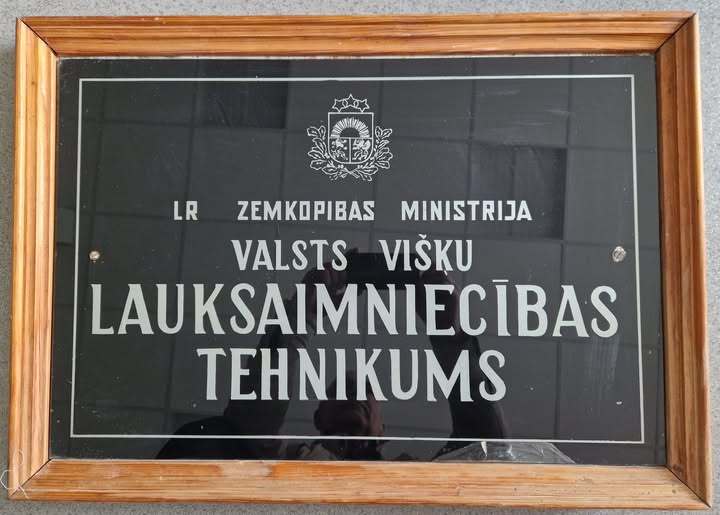 LR ZEMKOPIBAS MINISTRIJA
VALSTS VIŠĶU
LAUKSAIMNIECĪBAS
TEHNIKUMS